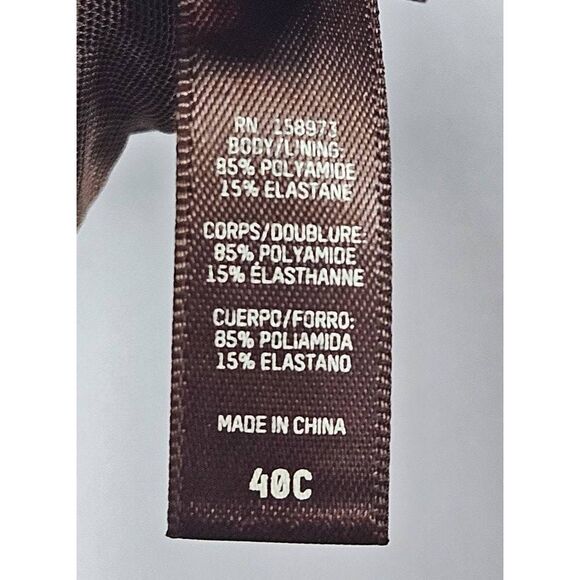 RN 158973
BODY/LINING:
85% POLYAMIDE
15% ELASTANE
CORPS/DOUBLURE:
85% POLYAMIDE
15% ÉLASTHANNE
CUERPO/FORRO:
85% POLIAMIDA
15% ELASTANO
MADE IN CHINA
40C